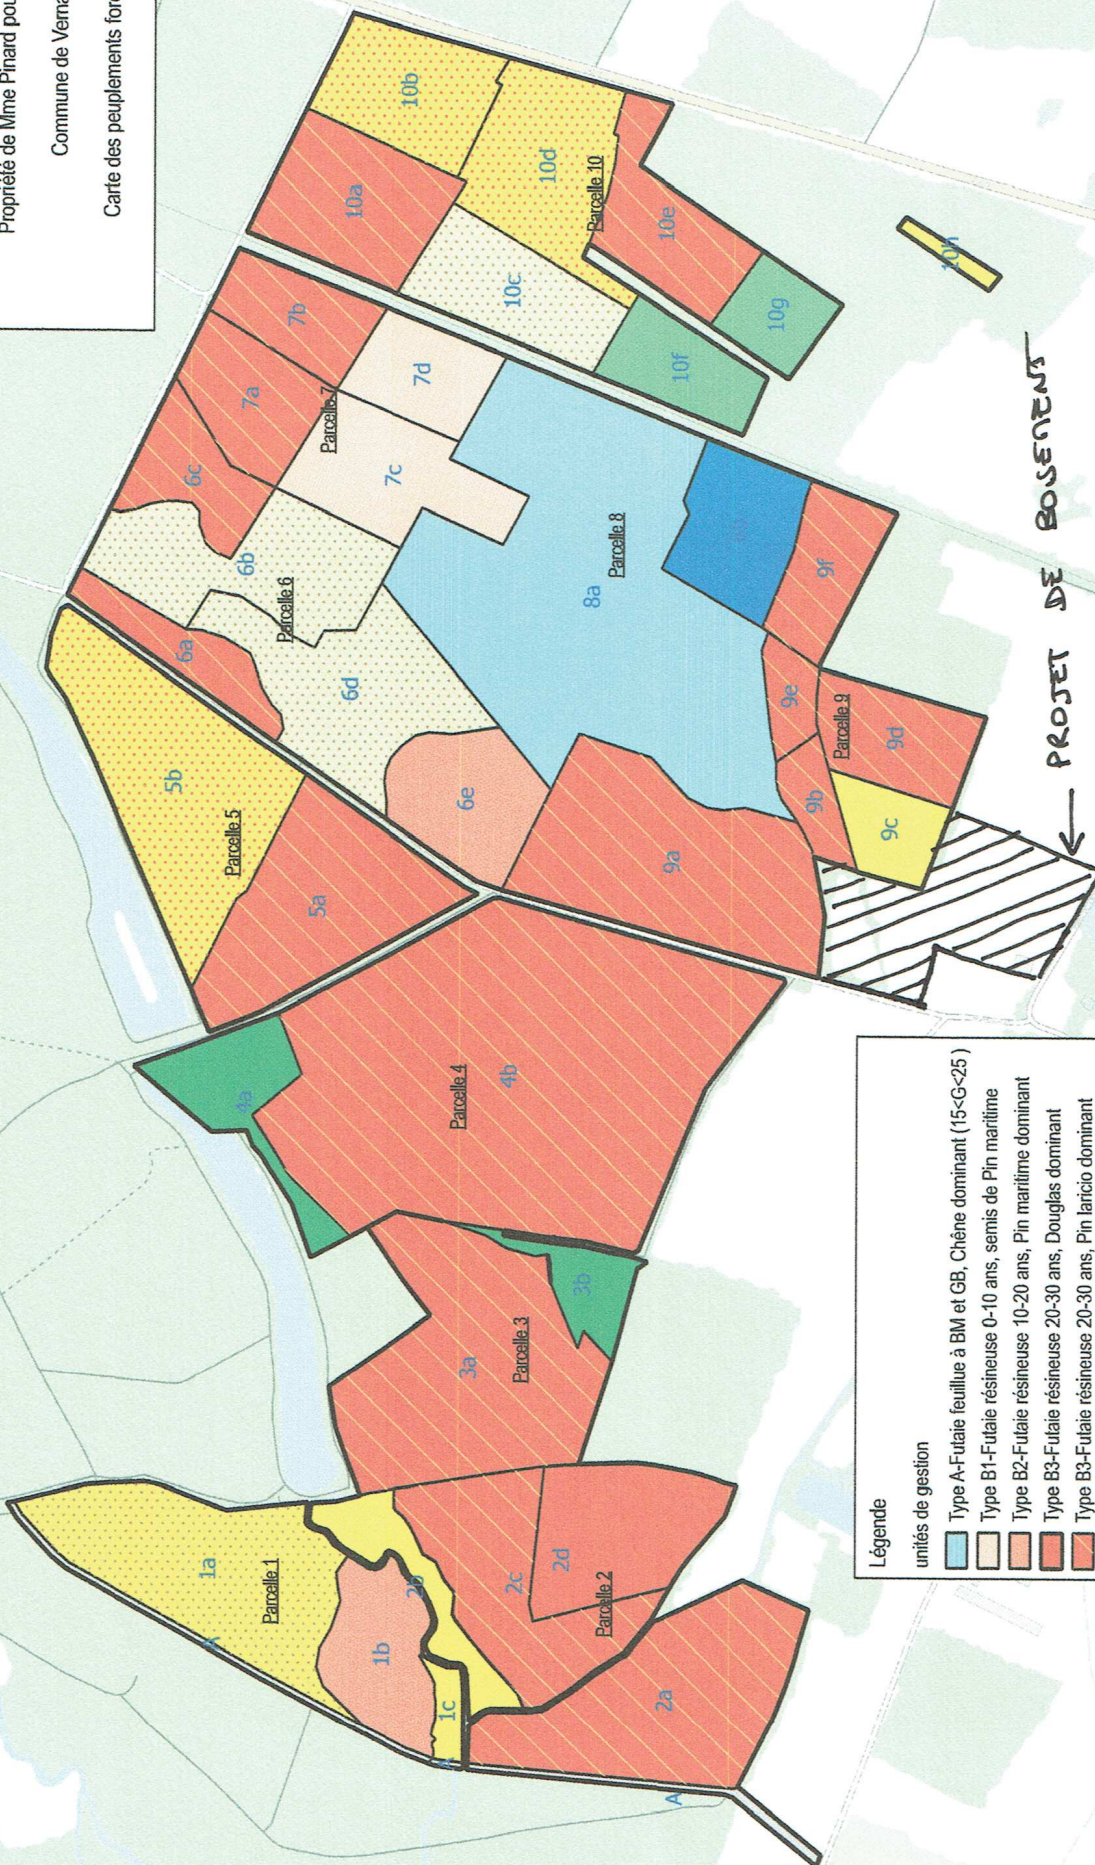 Propriété de Mme Pinard
Commune de
Carte des peuplements
10b
10a
10d
Parcelle 10
10e
10c
10h
10g
10f
7b
7a
7d
Parcelle 7
6c
7c
6b
Parcelle 6
Parcelle 8
8a
6a
6d
9f
5b
9e
Parcelle 9
6e
9d
Parcelle 5
9b
9c
9a
5a
PROJET DE BOISEMENT
4a
Parcelle 4
4b
3b
3a
Parcelle 3
1a
Parcelle 1
2b
2c
2d
Parcelle 2
1b
1c
2a
A
A
A
Légende
unités de gestion
Type A-Futaie feuillue à BM et GB, Chêne dominant (15<G<25)
Type B1-Futaie résineuse 0-10 ans, semis de Pin maritime
Type B2-Futaie résineuse 10-20 ans, Pin maritime dominant
Type B3-Futaie résineuse 20-30 ans, Douglas dominant
Type B3-Futaie résineuse 20-30 ans, Pin laricio dominant